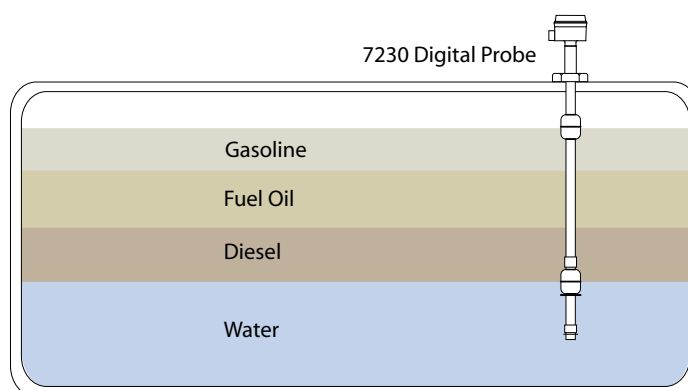 7230 Digital Probe
Gasoline
Fuel Oil
Diesel
Water